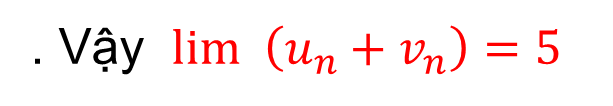 . Vậy lim (uₙ + vₙ) = 5